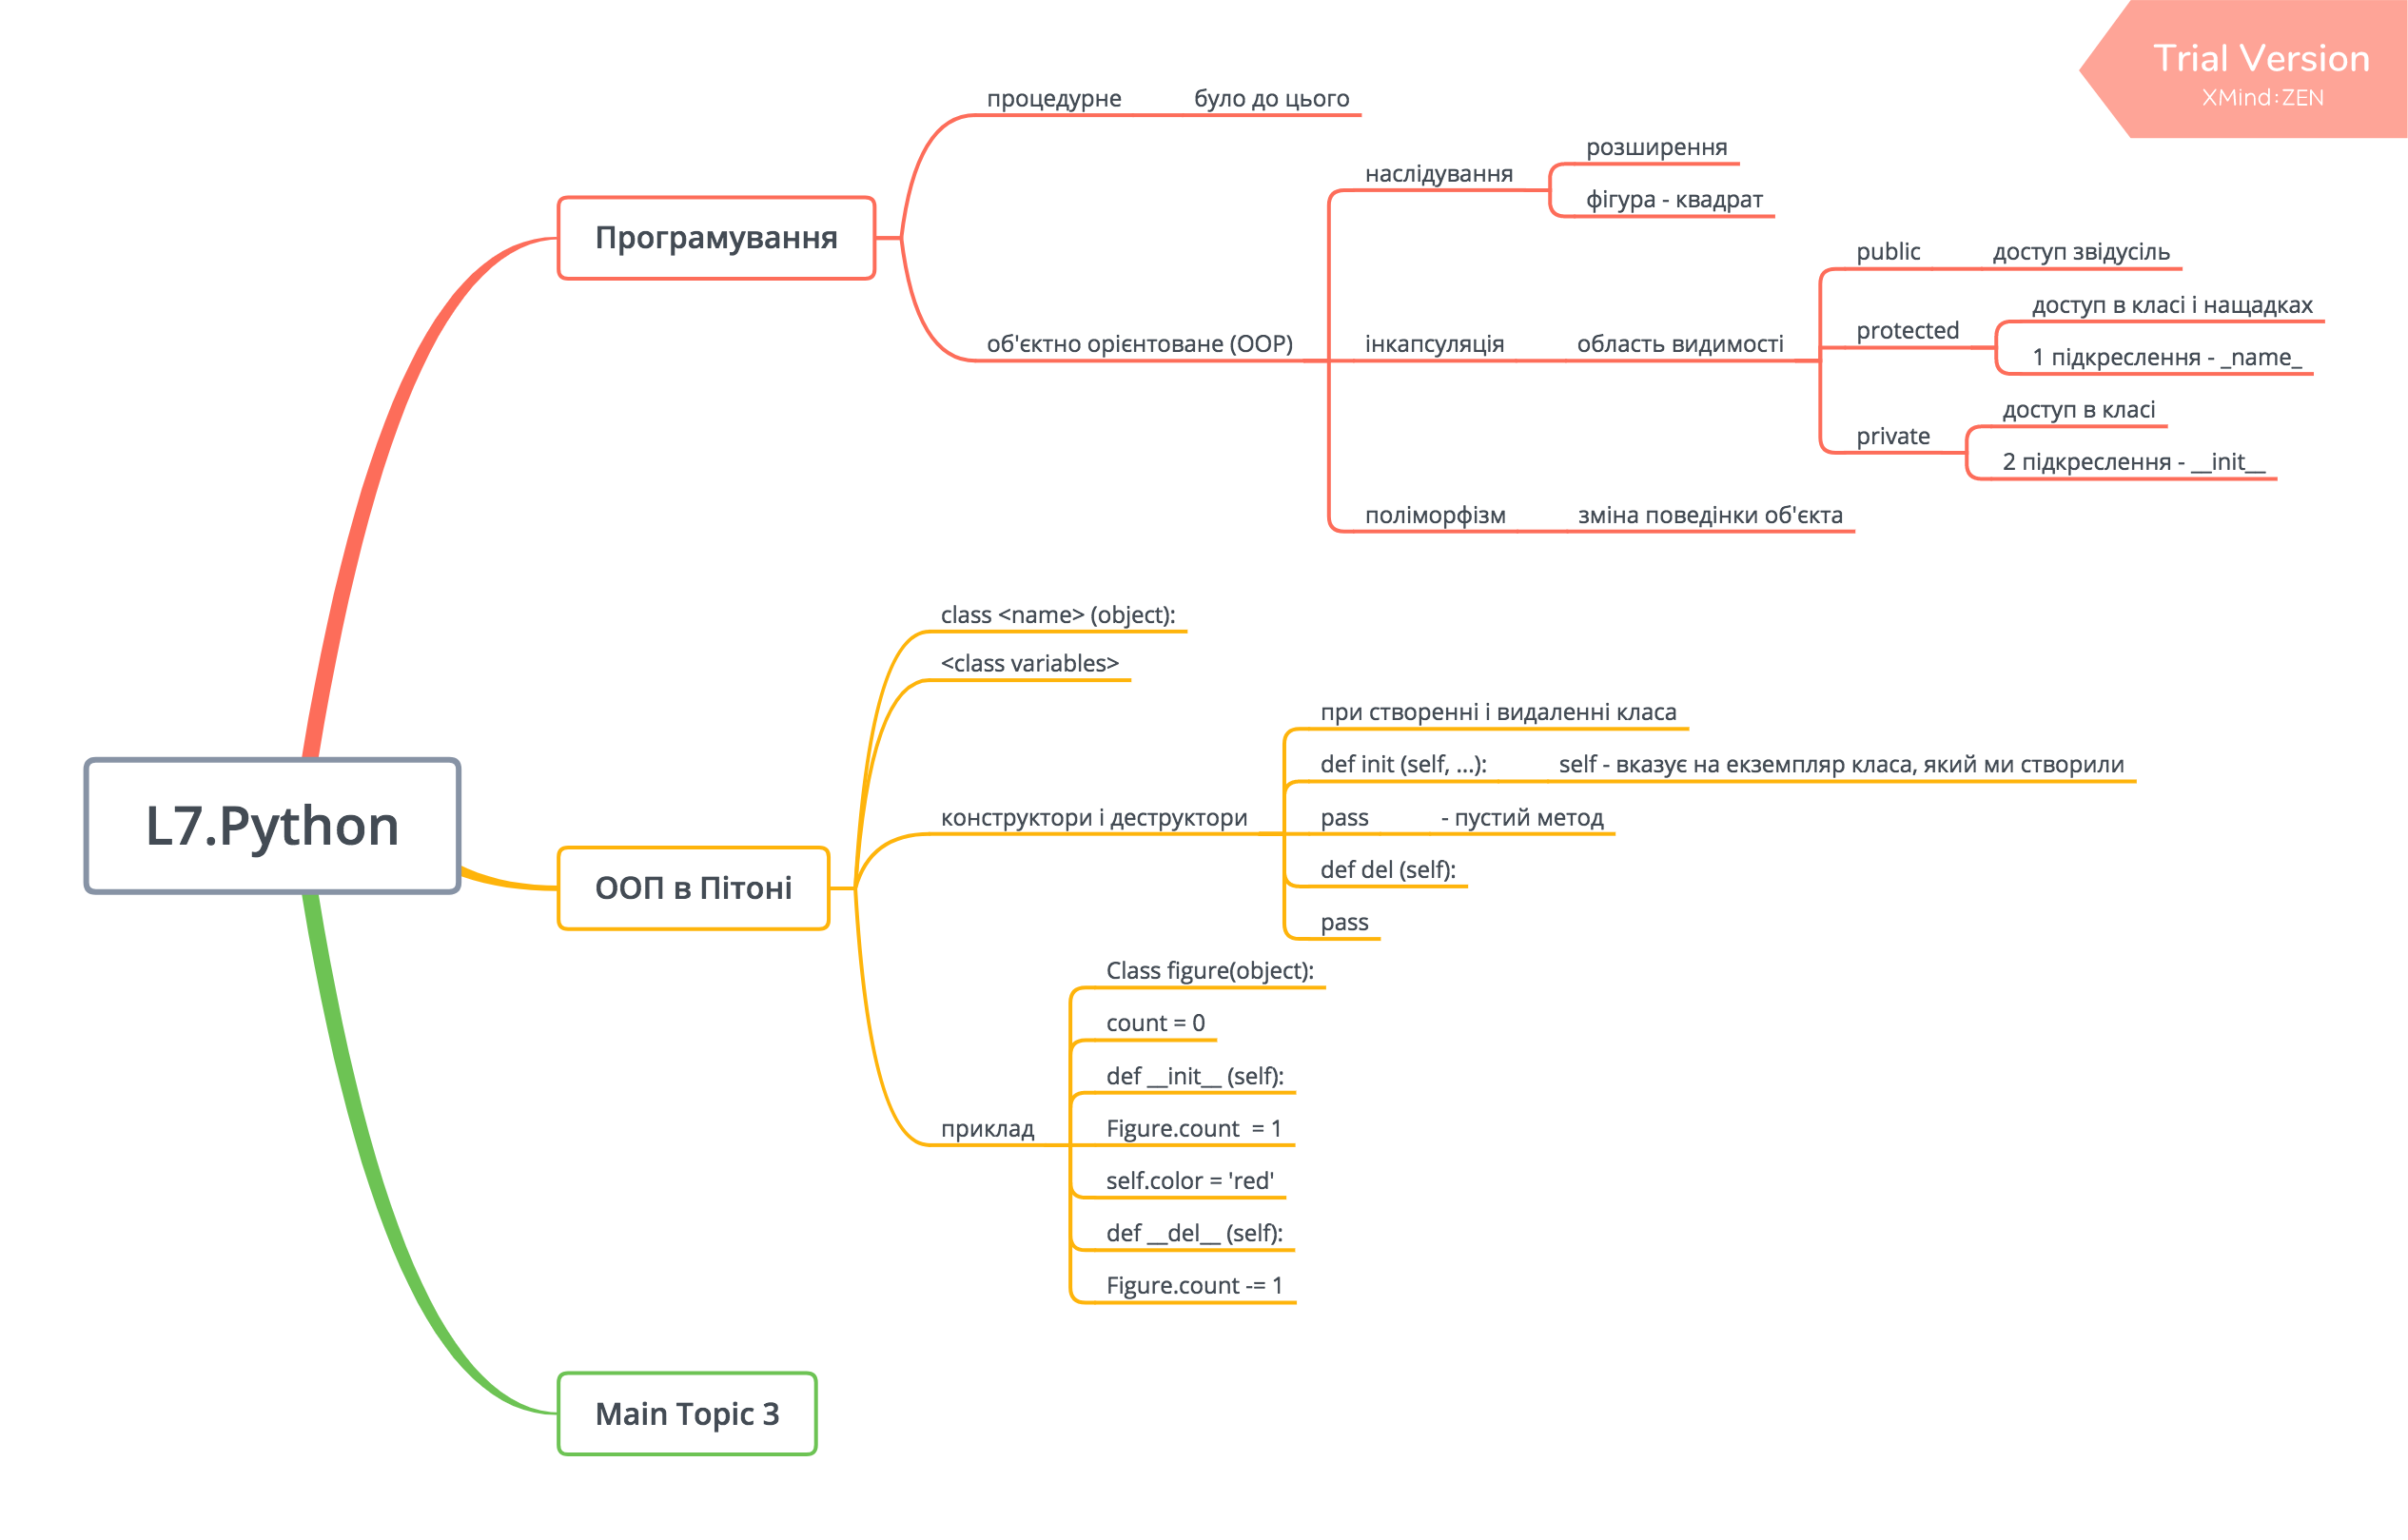 Trial Version
XMind:ZEN
L7.Python
Програмування
процедурне
було до цього
об'єктно орієнтоване (ООР)
наслідування
розширення
фігура - квадрат
інкапсуляція
область видимості
public
доступ звідусіль
protected
доступ в класі і нащадках
1 підкреслення - _name_
private
доступ в класі
2 підкреслення - __init__
поліморфізм
зміна поведінки об'єкта
ООП в Пітоні
class <name> (object):
<class variables>
конструктори і деструктори
при створенні і видаленні класа
def init (self, ...):
self - вказує на екземпляр класа, який ми створили
pass
- пустий метод
def del (self):
pass
приклад
Class figure(object):
count = 0
def __init__ (self):
Figure.count  = 1
self.color = 'red'
def __del__ (self):
Figure.count -= 1
Main Topic 3